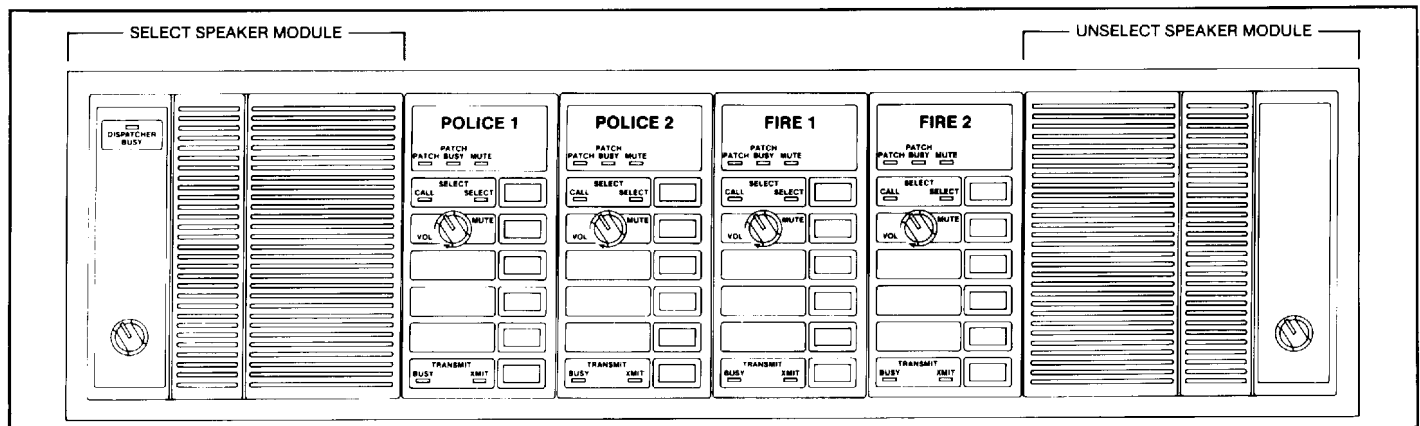 SELECT SPEAKER MODULE
UNSELECT SPEAKER MODULE
DISPATCHER
BUSY
POLICE 1
PATCH
PATCH BUSY MUTE
SELECT
CALL SELECT
MUTE
VOL
TRANSMIT
BUSY XMIT
POLICE 2
PATCH
PATCH BUSY MUTE
SELECT
CALL SELECT
MUTE
VOL
TRANSMIT
BUSY XMIT
FIRE 1
PATCH
PATCH BUSY MUTE
SELECT
CALL SELECT
MUTE
VOL
TRANSMIT
BUSY XMIT
FIRE 2
PATCH
PATCH BUSY MUTE
SELECT
CALL SELECT
MUTE
VOL
TRANSMIT
BUSY XMIT